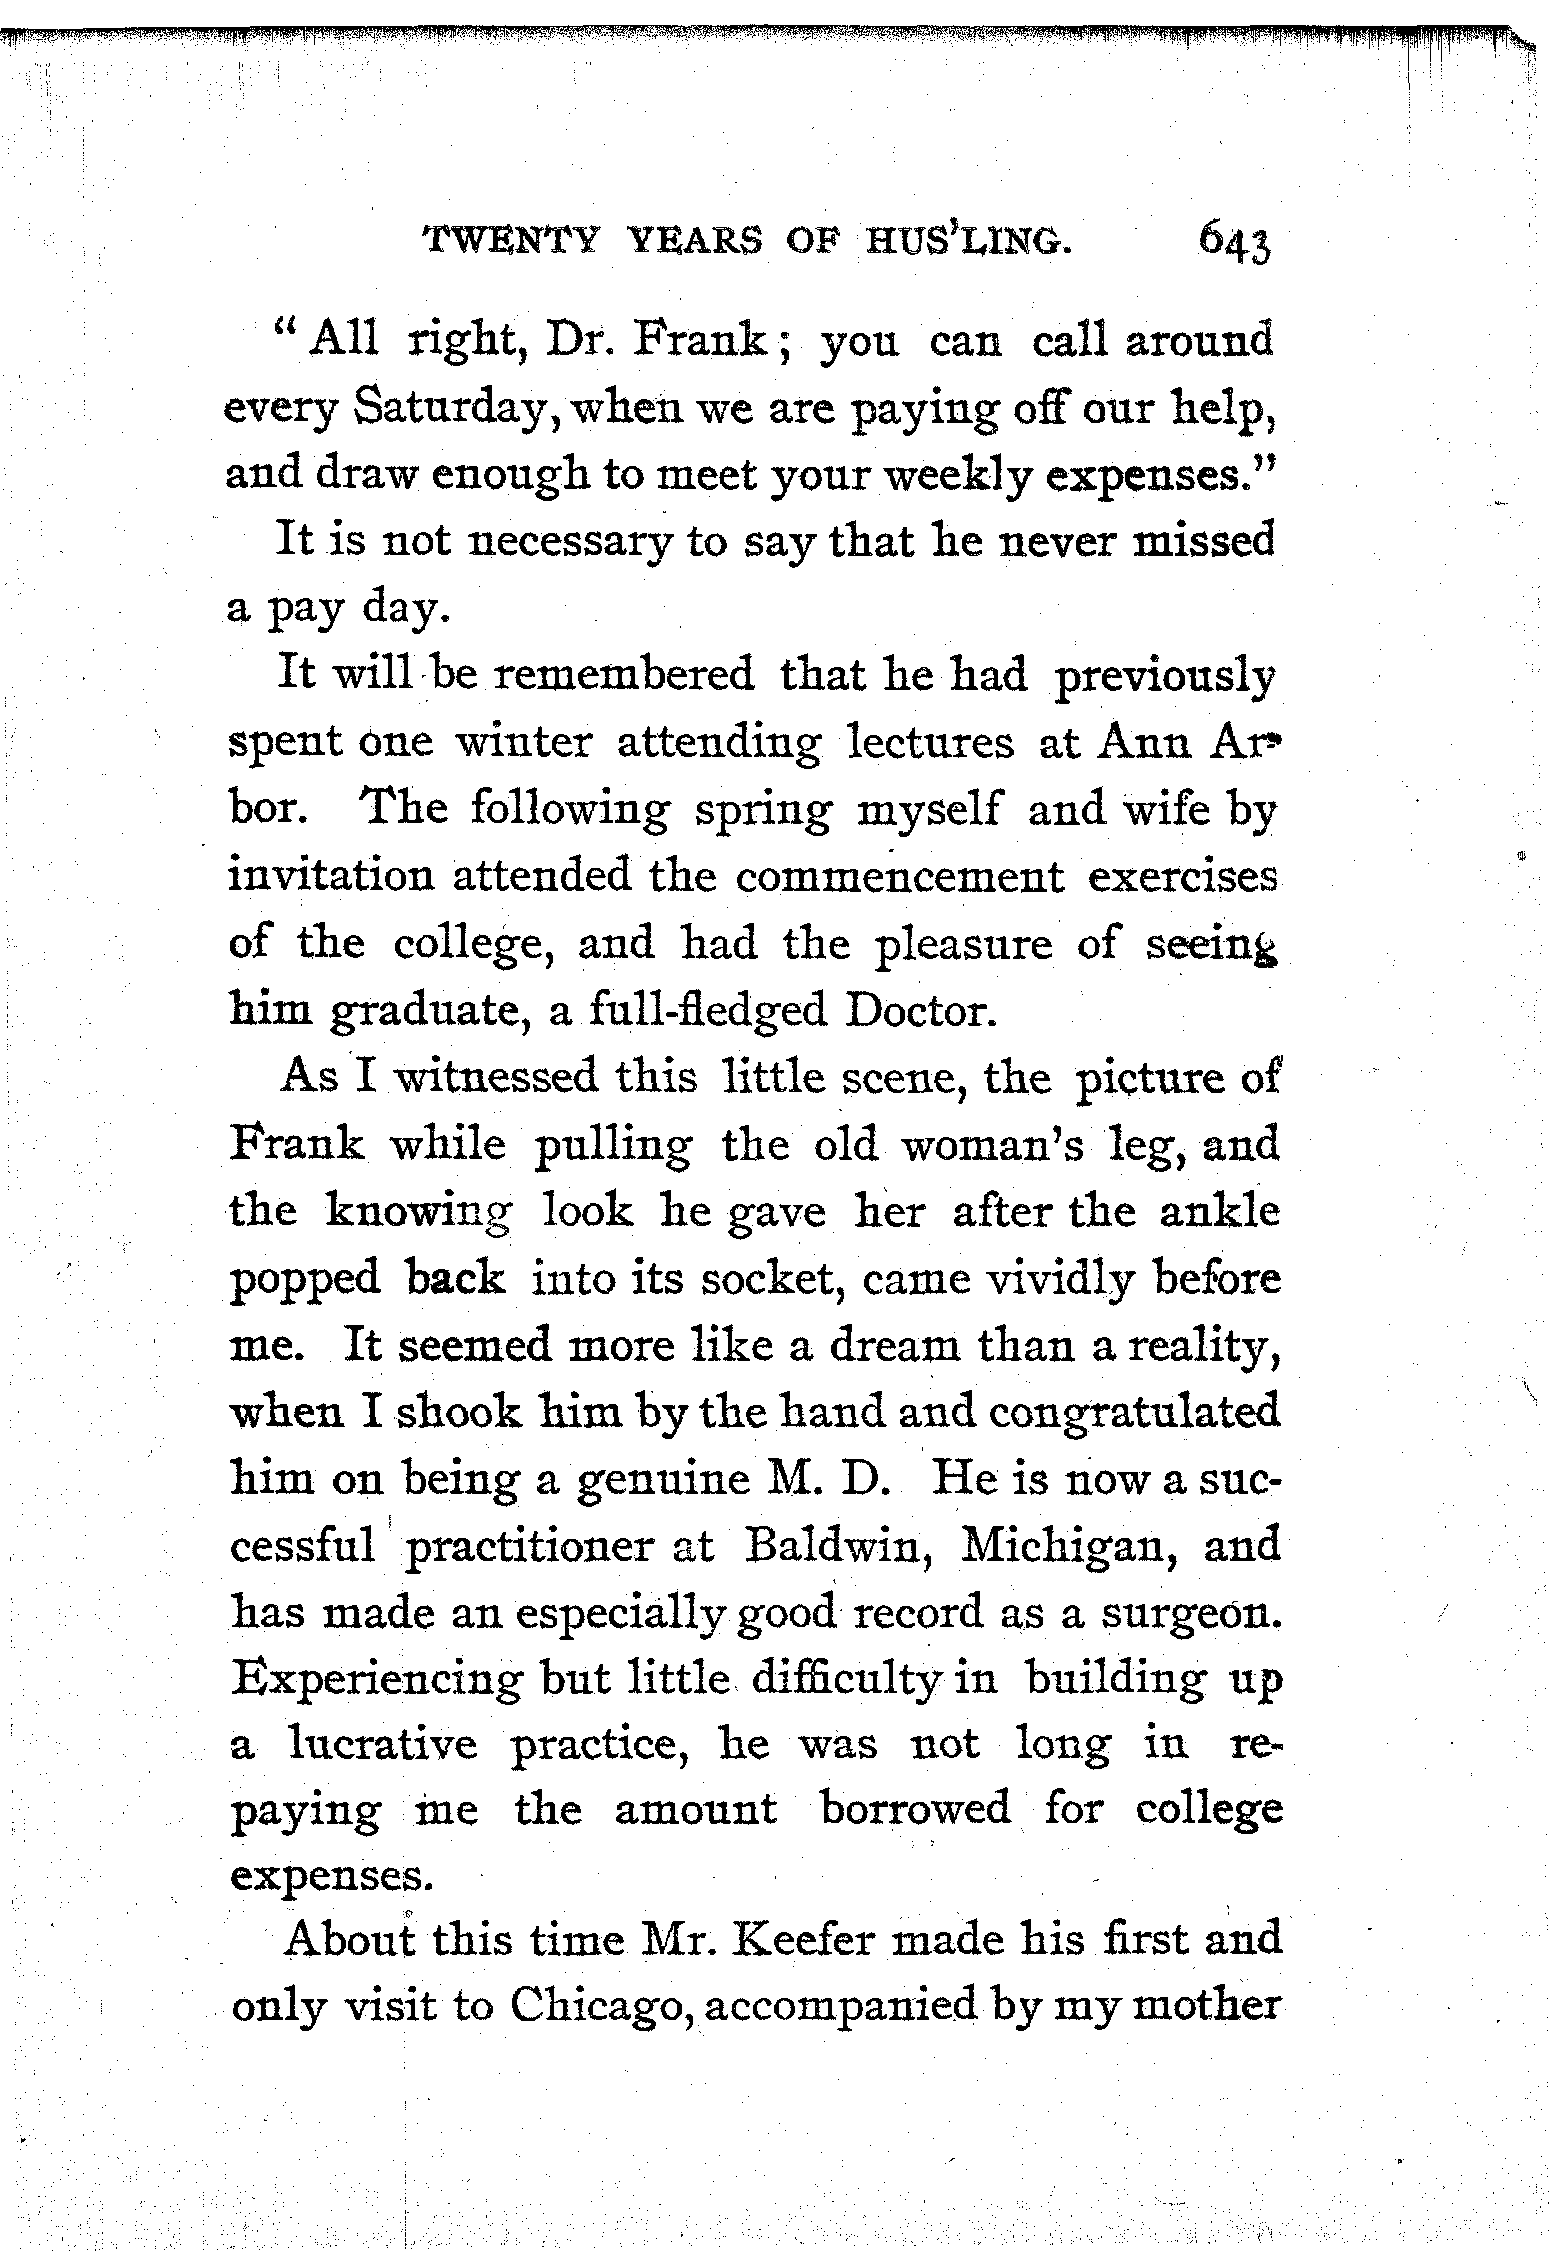 TWENTY YEARS OF HUS'LING. 643
"All right, Dr. Frank; you can call around
every Saturday, when we are paying off our help,
and draw enough to meet your weekly expenses."
It is not necessary to say that he never missed
a pay day.
It will be remembered that he had previously
spent one winter attending lectures at Ann Ar-
bor. The following spring myself and wife by
invitation attended the commencement exercises
of the college, and had the pleasure of seeing
him graduate, a full-fledged Doctor.
As I witnessed this little scene, the picture of
Frank while pulling the old woman's leg, and
the knowing look he gave her after the ankle
popped back into its socket, came vividly before
me. It seemed more like a dream than a reality,
when I shook him by the hand and congratulated
him on being a genuine M. D. He is now a suc-
cessful practitioner at Baldwin, Michigan, and
has made an especially good record as a surgeon.
Experiencing but little difficulty in building up
a lucrative practice, he was not long in re-
paying me the amount borrowed for college
expenses.
About this time Mr. Keefer made his first and
only visit to Chicago, accompanied by my mother